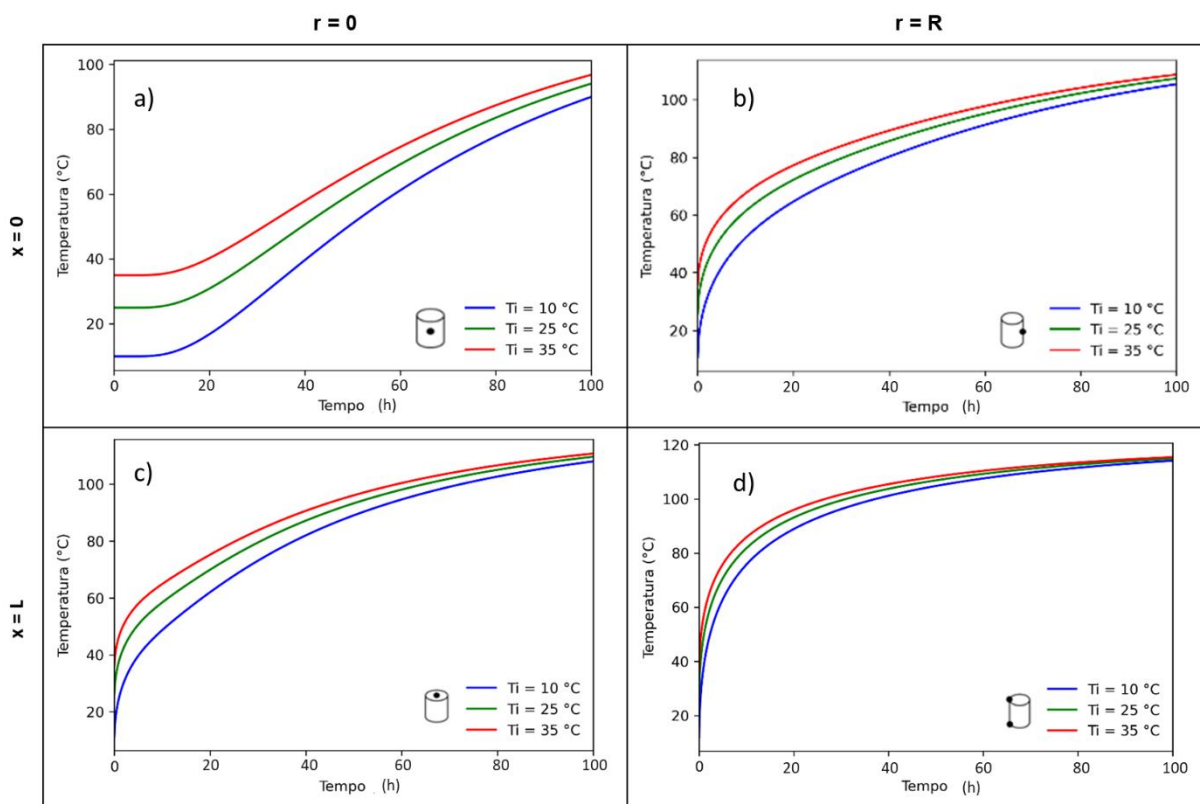 r = 0
r = R
x = 0
a)
Temperatura (°C)
100
80
60
40
20
0
20
40
60
80
100
Tempo (h)
Ti = 10 °C
Ti = 25 °C
Ti = 35 °C
b)
Temperatura (°C)
100
80
60
40
20
0
20
40
60
80
100
Tempo (h)
Ti = 10 °C
Ti = 25 °C
Ti = 35 °C
x = L
c)
Temperatura (°C)
100
80
60
40
20
0
20
40
60
80
100
Tempo (h)
Ti = 10 °C
Ti = 25 °C
Ti = 35 °C
d)
Temperatura (°C)
120
100
80
60
40
20
0
20
40
60
80
100
Tempo (h)
Ti = 10 °C
Ti = 25 °C
Ti = 35 °C